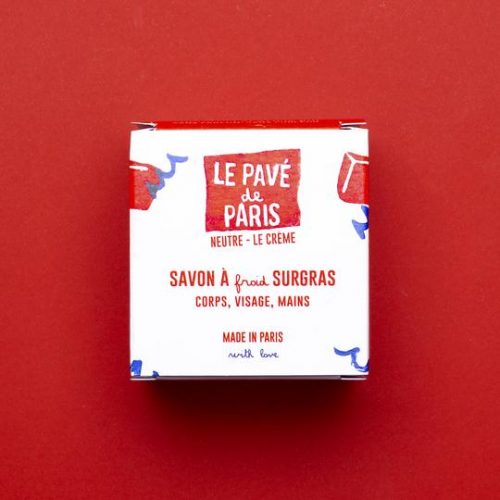 LE PAVÉ
de
PARIS
NEUTRE - LE CREME
SAVON À froid SURGRAS
CORPS, VISAGE, MAINS
MADE IN PARIS
with love